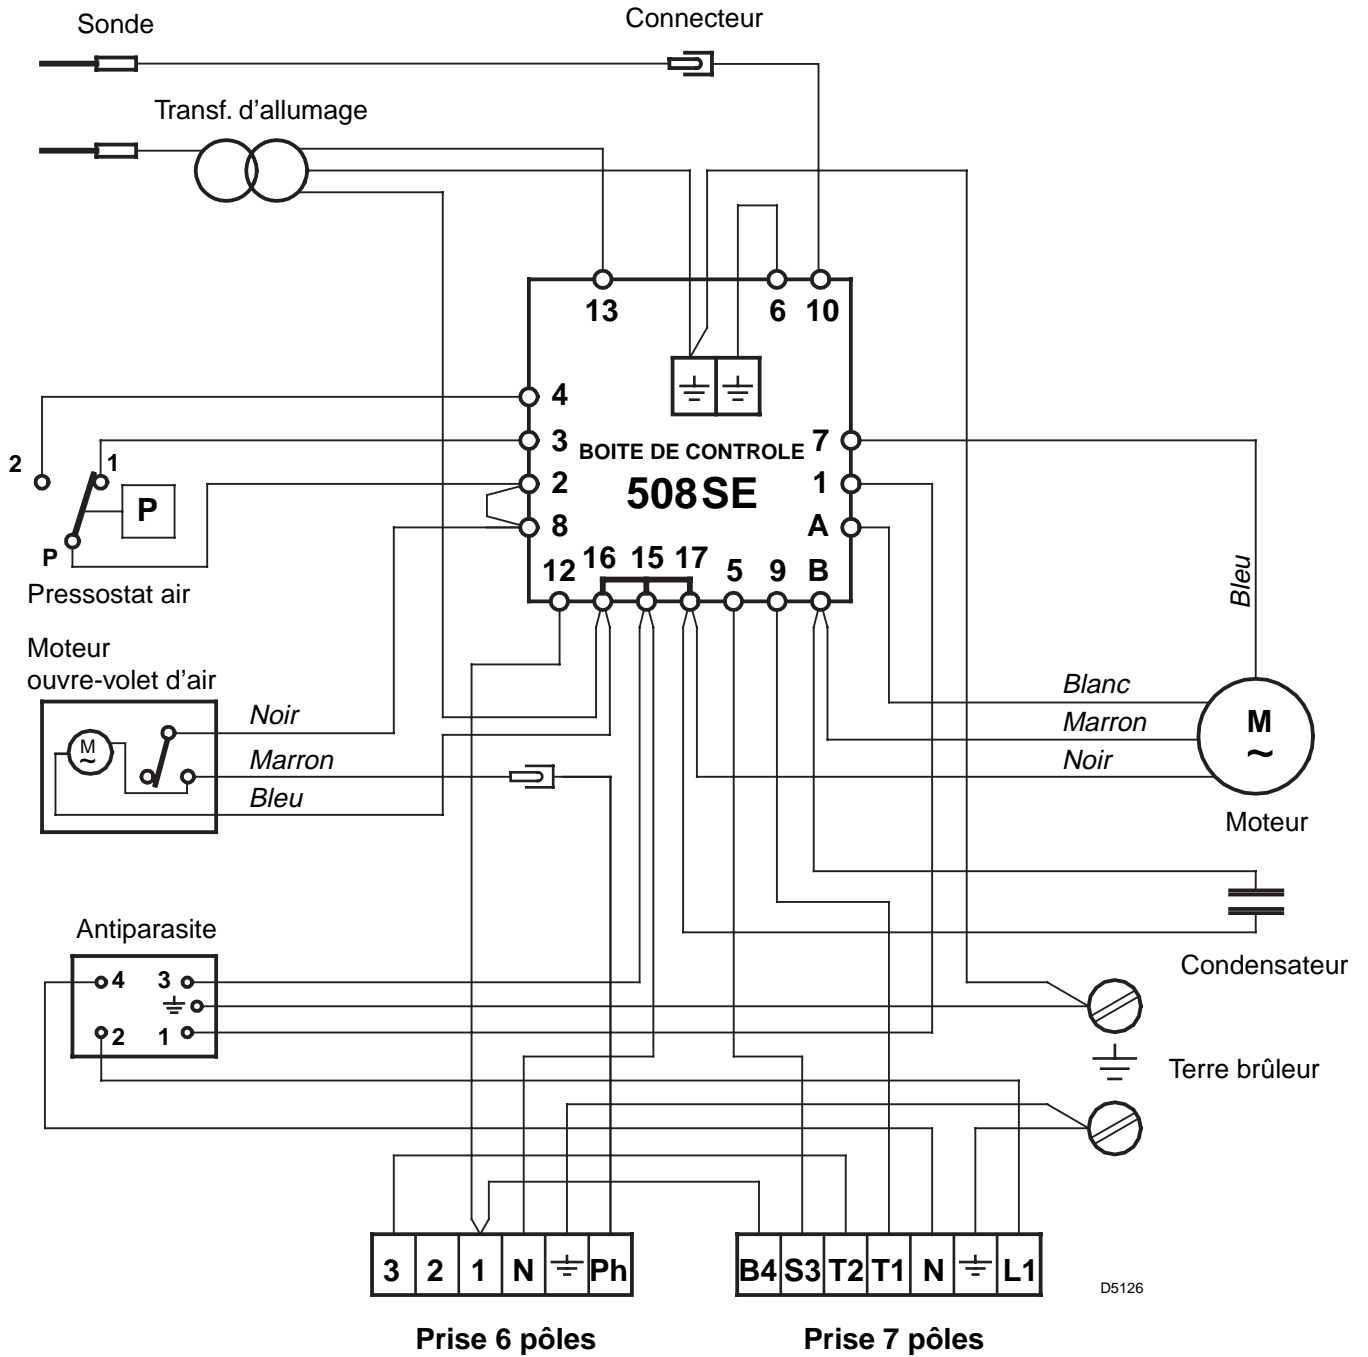 Sonde
Connecteur
Transf. d'allumage
13
6
10
4
3
BOITE DE CONTROLE
7
2
508 SE
1
8
A
12
16
15
17
5
9
B
2
1
P
P
Pressostat air
Bleu
Moteur
ouvre-volet d'air
Noir
Marron
Bleu
M
~
Blanc
Marron
Noir
M
~
Moteur
Condensateur
Antiparasite
4
3
2
1
Terre brûleur
3 2 1 N Ph
B4 S3 T2 T1 N L1
D5126
Prise 6 pôles
Prise 7 pôles